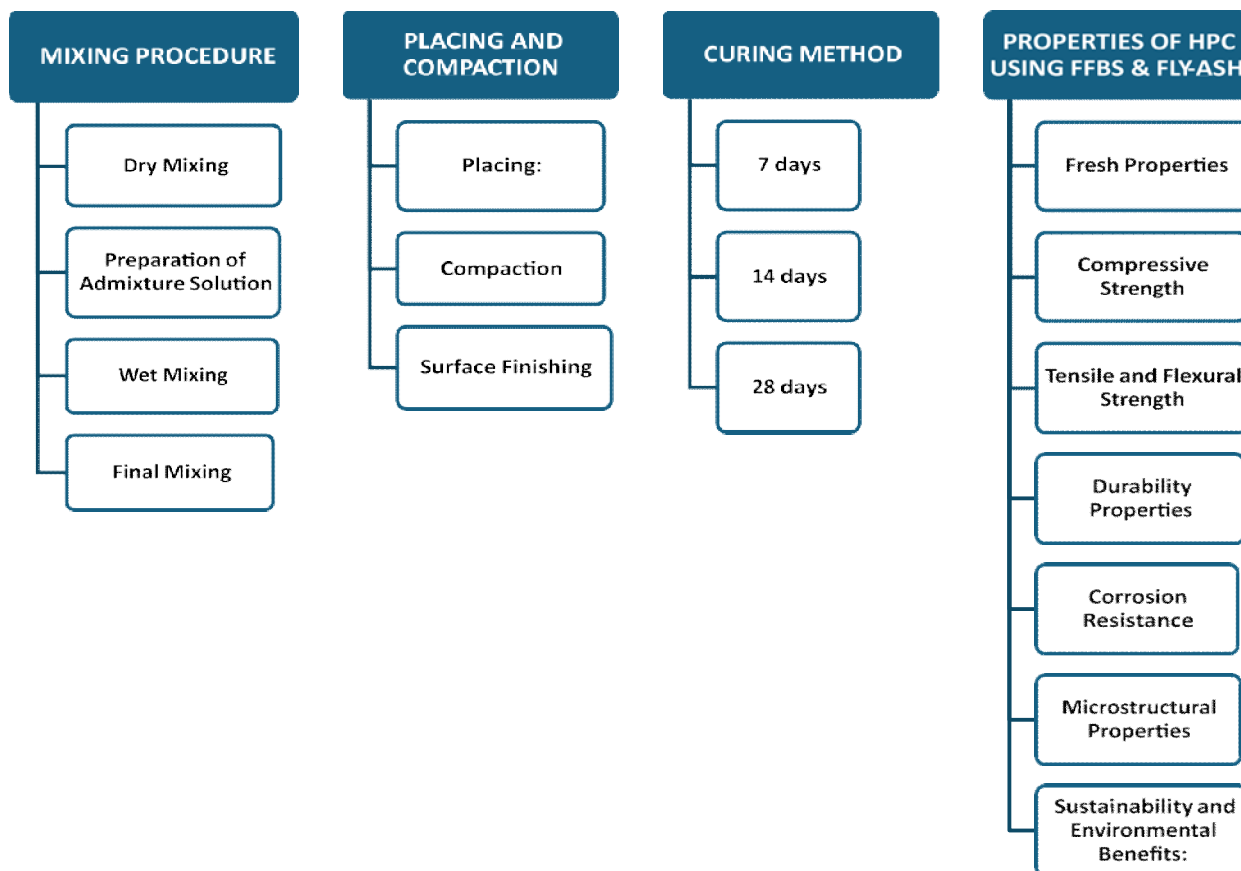 MIXING PROCEDURE
Dry Mixing
Preparation of
Admixture Solution
Wet Mixing
Final Mixing
PLACING AND
COMPACTION
Placing:
Compaction
Surface Finishing
CURING METHOD
7 days
14 days
28 days
PROPERTIES OF HPC
USING FFBS & FLY-ASH
Fresh Properties
Compressive
Strength
Tensile and Flexural
Strength
Durability
Properties
Corrosion
Resistance
Microstructural
Properties
Sustainability and
Environmental
Benefits: